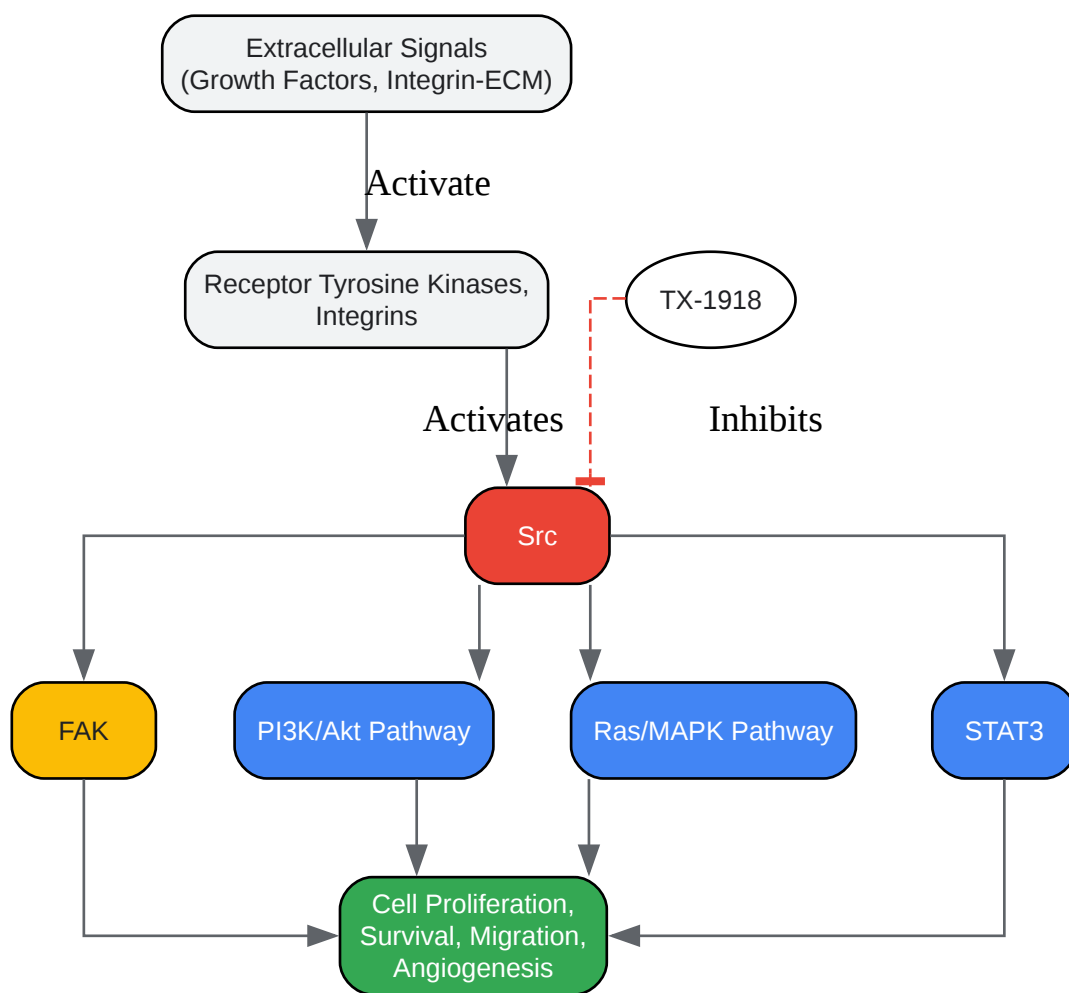 Extracellular Signals
(Growth Factors, Integrin-ECM)
Activate
Receptor Tyrosine Kinases,
Integrins
TX-1918
Activates
Inhibits
Src
FAK
PI3K/Akt Pathway
Ras/MAPK Pathway
STAT3
Cell Proliferation,
Survival, Migration,
Angiogenesis